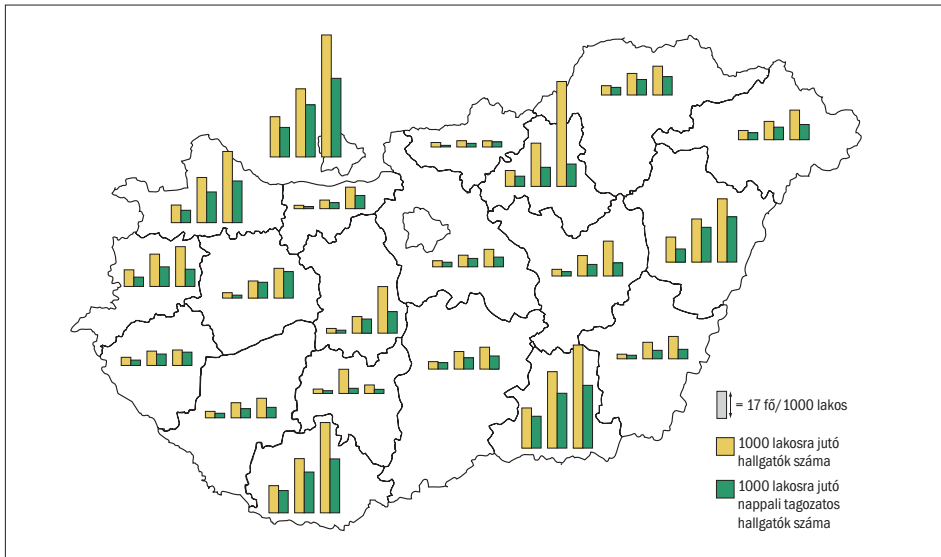 = 17 fő/1000 lakos
1000 lakosra jutó
hallgatók száma
1000 lakosra jutó
nappali tagozatos
hallgatók száma